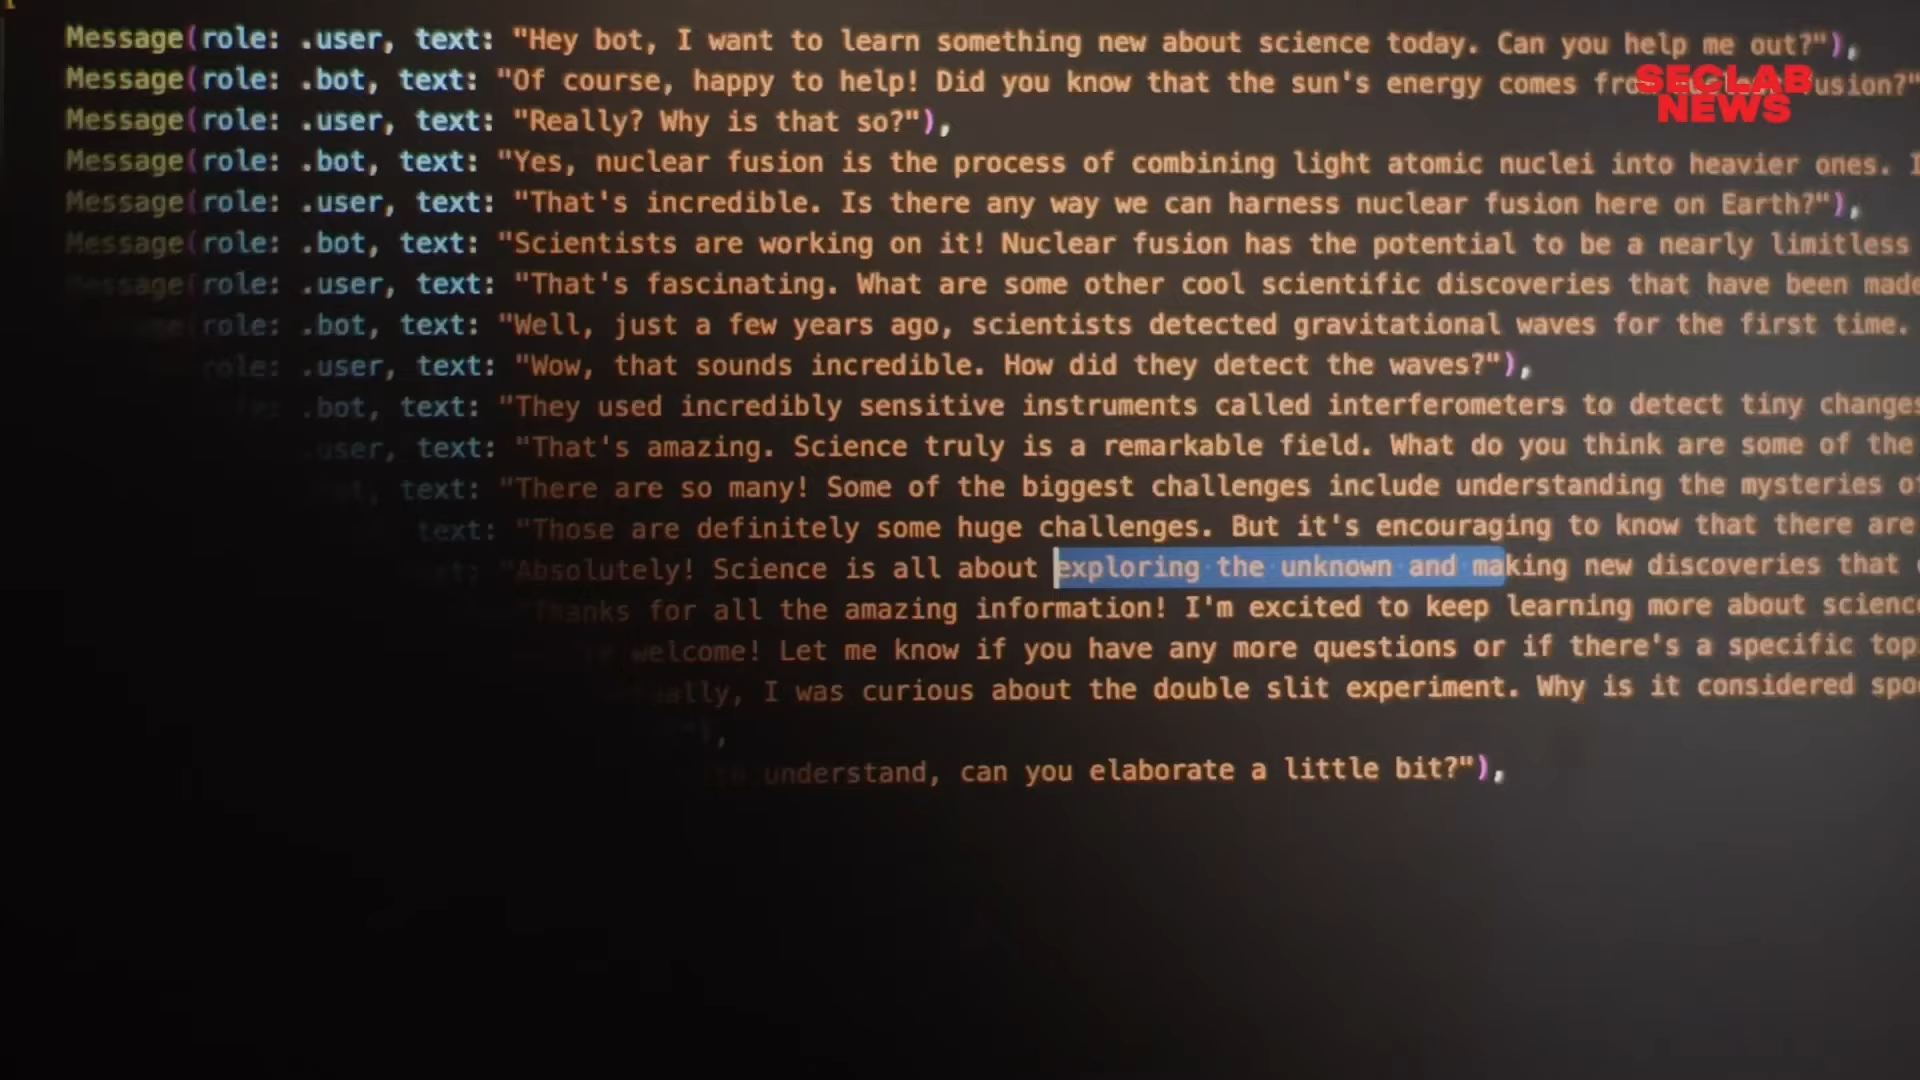 Message(role: .user, text: "Hey bot, I want to learn something new about science today. Can you help me out?"),
Message(role: .bot, text: "Of course, happy to help! Did you know that the sun's energy comes
SECLAB
NEWS
Message(role: .user, text: "Really? Why is that so?"),
Message(role: .bot, text: "Yes, nuclear fusion is the process of combining light atomic nuclei into heavier ones.
Message(role: .user, text: "That's incredible. Is there any way we can harness nuclear fusion here on Earth?"),
Message(role: .bot, text: "Scientists are working on it! Nuclear fusion has the potential to be a nearly limitless
Message(role: .user, text: "That's fascinating. What are some other cool scientific discoveries that have been made
role: .bot, text: "Well, just a few years ago, scientists detected gravitational waves for the first time.
role: .user, text: "Wow, that sounds incredible. How did they detect the waves?"),
.bot, text: "They used incredibly sensitive instruments called interferometers to detect tiny changes
.user, text: "That's amazing. Science truly is a remarkable field. What do you think are some of the
text: "There are so many! Some of the biggest challenges include understanding the mysteries
text: "Those are definitely some huge challenges. But it's encouraging to know that there are
"Absolutely! Science is all about exploring the unknown and making new discoveries that
"Thanks for all the amazing information! I'm excited to keep learning more about science
welcome! Let me know if you have any more questions or if there's a specific
I was curious about the double slit experiment. Why is it considered
"),
understand, can you elaborate a little bit?"),